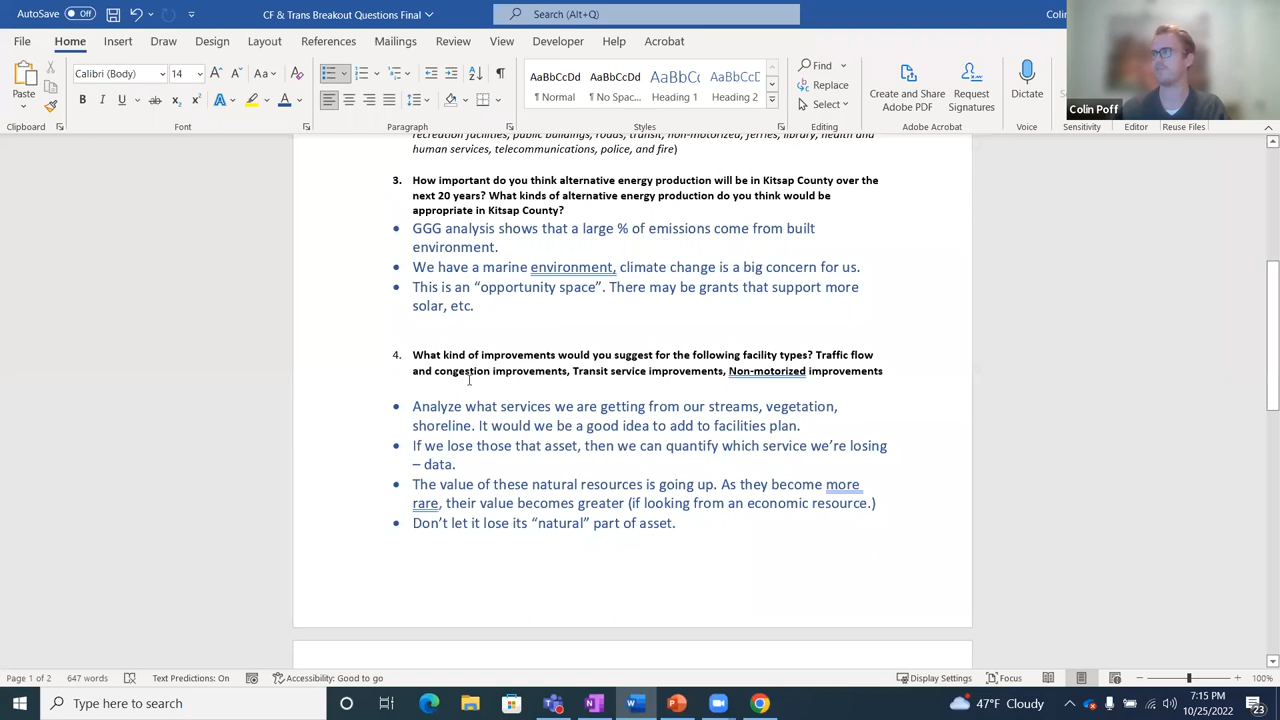 AutoSave Off CF & Trans Breakout Questions Final Search (Alt+Q) Colin
File Home Insert Draw Design Layout References Mailings Review View Developer Help Acrobat
Paste Calibri (Body) 14 Find Replace Select
AaBbCcDd AaBbCcDd AaBbCc AaBbCcD
Normal No Spac... Heading 1 Heading 2
Create and Share Adobe PDF Request Signatures Dictate
Clipboard Font Paragraph Styles Editing Adobe Acrobat Voice Sensitivity Editor Reuse Files
Colin Poff
recreation facilities, public buildings, roads, transit, non-motorized, ferries, library, health and
human services, telecommunications, police, and fire)
3. How important do you think alternative energy production will be in Kitsap County over the
next 20 years? What kinds of alternative energy production do you think would be
appropriate in Kitsap County?
• GGG analysis shows that a large % of emissions come from built
environment.
• We have a marine environment, climate change is a big concern for us.
• This is an “opportunity space”. There may be grants that support more
solar, etc.
4. What kind of improvements would you suggest for the following facility types? Traffic flow
and congestion improvements, Transit service improvements, Non-motorized improvements
• Analyze what services we are getting from our streams, vegetation,
shoreline. It would we be a good idea to add to facilities plan.
• If we lose those that asset, then we can quantify which service we’re losing
– data.
• The value of these natural resources is going up. As they become more
rare, their value becomes greater (if looking from an economic resource.)
• Don’t let it lose its “natural” part of asset.
Page 1 of 2 647 words Text Predictions: On Accessibility: Good to go Display Settings Focus 100%
Type here to search 47°F Cloudy 7:15 PM
10/25/2022 23